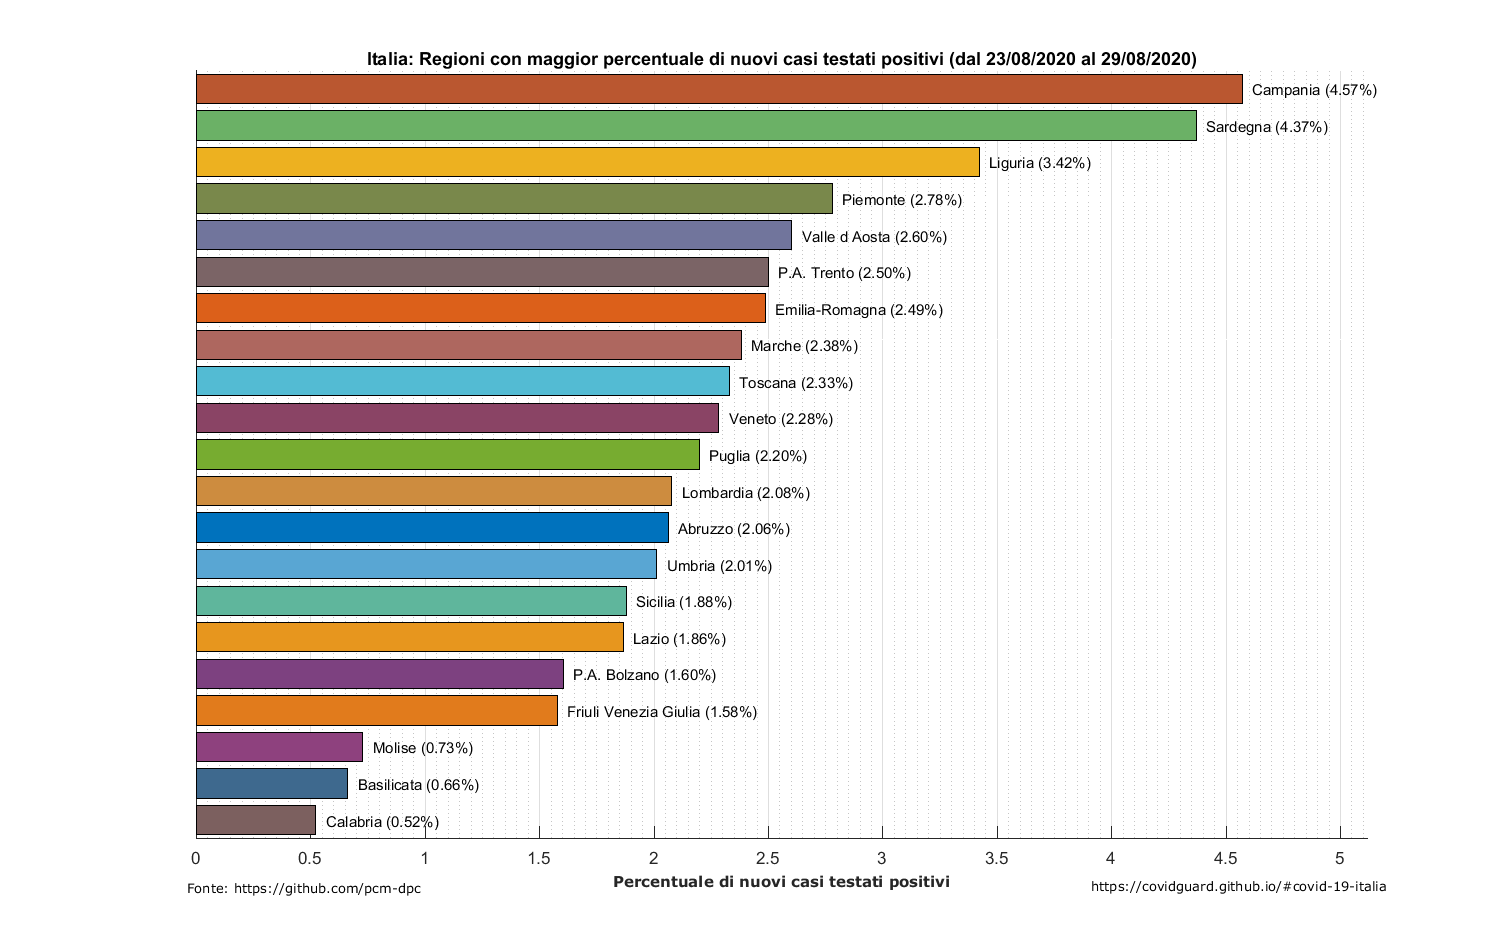 Italia: Regioni con maggior percentuale di nuovi casi testati positivi (dal 23/08/2020 al 29/08/2020)
Campania (4.57%)
Sardegna (4.37%)
Liguria (3.42%)
Piemonte (2.78%)
Valle d Aosta (2.60%)
P.A. Trento (2.50%)
Emilia-Romagna (2.49%)
Marche (2.38%)
Toscana (2.33%)
Veneto (2.28%)
Puglia (2.20%)
Lombardia (2.08%)
Abruzzo (2.06%)
Umbria (2.01%)
Sicilia (1.88%)
Lazio (1.86%)
P.A. Bolzano (1.60%)
Friuli Venezia Giulia (1.58%)
Molise (0.73%)
Basilicata (0.66%)
Calabria (0.52%)
0 0.5 1 1.5 2 2.5 3 3.5 4 4.5 5
Percentuale di nuovi casi testati positivi
Fonte: https://github.com/pcm-dpc
https://covidguard.github.io/#covid-19-italia